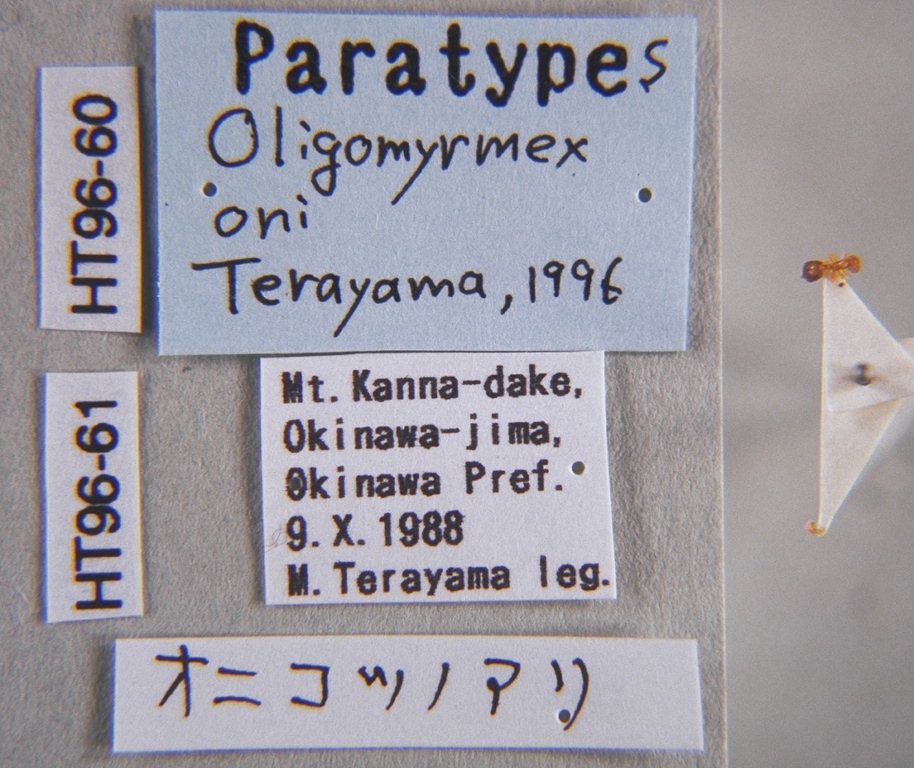 HT96-60
HT96-61
Paratypes
Oligomyrmex
oni
Terayama, 1996
Mt. Kanna-dake,
Okinawa-jima,
Okinawa Pref.
9. X. 1988
M. Terayama leg.
オニコツノアリ